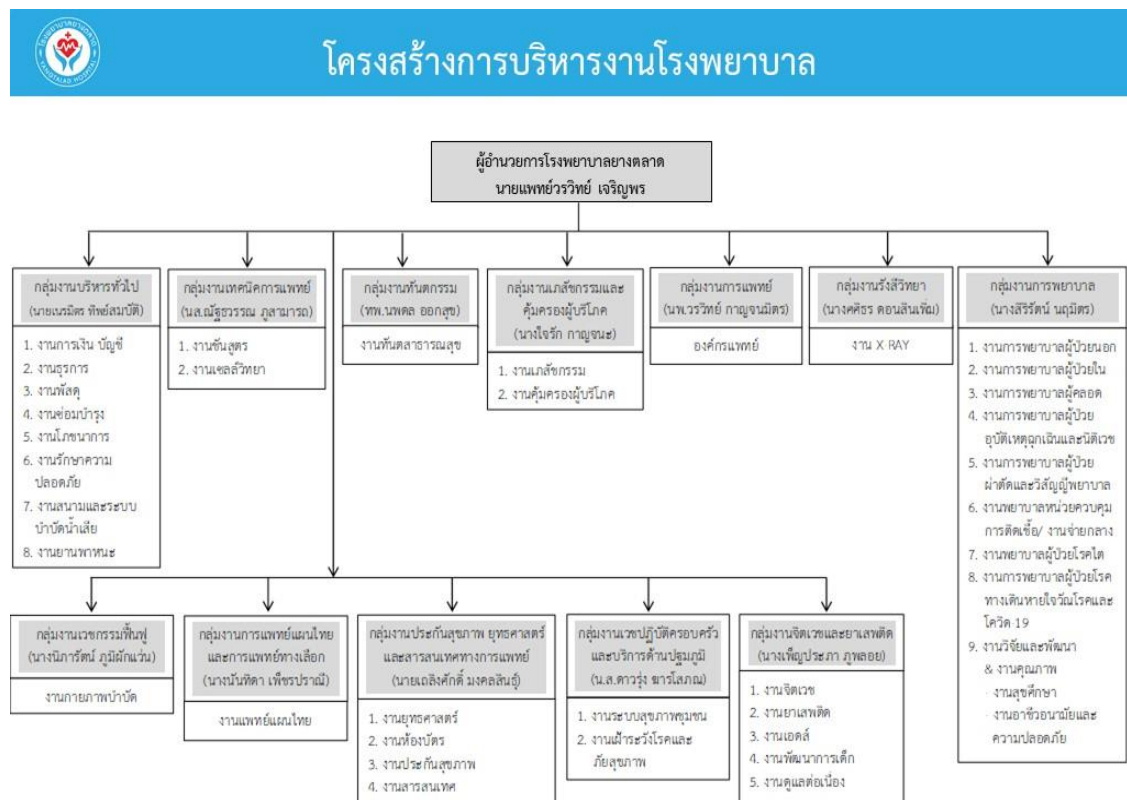 โรงพยาบาลยางตลาด
YANGTALAD HOSPITAL
โครงสร้างการบริหารงานโรงพยาบาล
ผู้อำนวยการโรงพยาบาลยางตลาด
นายแพทย์วรวิทย์ เจริญพร
กลุ่มงานบริหารทั่วไป
(นายเนรมิตร ทิพย์สมบัติ)
1. งานการเงิน บัญชี
2. งานธุรการ
3. งานพัสดุ
4. งานซ่อมบำรุง
5. งานโภชนาการ
6. งานรักษาความ
ปลอดภัย
7. งานสนามและระบบ
บำบัดน้ำเสีย
8. งานยานพาหนะ
กลุ่มงานเทคนิคการแพทย์
(นส.ณัฐธวรรณ ภูสามารถ)
1. งานชันสูตร
2. งานเซลล์วิทยา
กลุ่มงานทันตกรรม
(ทพ.นพดล ออกสุข)
งานทันตสาธารณสุข
กลุ่มงานเภสัชกรรมและ
คุ้มครองผู้บริโภค
(นางใจรัก กาญจนะ)
1. งานเภสัชกรรม
2. งานคุ้มครองผู้บริโภค
กลุ่มงานการแพทย์
(นพ.วรวิทย์ กาญจนมิตร)
องค์กรแพทย์
กลุ่มงานรังสีวิทยา
(นางศศิธร ดอนสินเพิ่ม)
งาน X-RAY
กลุ่มงานการพยาบาล
(นางสิริรัตน์ นฤมิตร)
1. งานการพยาบาลผู้ป่วยนอก
2. งานการพยาบาลผู้ป่วยใน
3. งานการพยาบาลผู้คลอด
4. งานการพยาบาลผู้ป่วย
อุบัติเหตุฉุกเฉินและนิติเวช
5. งานการพยาบาลผู้ป่วย
ผ่าตัดและวิสัญญีพยาบาล
6. งานพยาบาลหน่วยควบคุม
การติดเชื้อ/ งานจ่ายกลาง
7. งานพยาบาลผู้ป่วยโรคไต
8. งานการพยาบาลผู้ป่วยโรค
ทางเดินหายใจวัณโรคและ
โควิด-19
9. งานวิจัยและพัฒนา
& งานคุณภาพ
- งานสุขศึกษา
- งานอาชีวอนามัยและ
ความปลอดภัย
กลุ่มงานเวชกรรมฟื้นฟู
(นางนิภารัตน์ ภูมิผักแว่น)
งานกายภาพบำบัด
กลุ่มงานการแพทย์แผนไทย
และการแพทย์ทางเลือก
(นางนันทิดา เพ็ชรปราณี)
งานแพทย์แผนไทย
กลุ่มงานประกันสุขภาพ ยุทธศาสตร์
และสารสนเทศทางการแพทย์
(นายเถลิงศักดิ์ มงคลสินธุ์)
1. งานยุทธศาสตร์
2. งานห้องบัตร
3. งานประกันสุขภาพ
4. งานสารสนเทศ
กลุ่มงานเวชปฏิบัติครอบครัว
และบริการด้านปฐมภูมิ
(น.ส.ดาวรุ่ง ฆารโสภณ)
1. งานระบบสุขภาพชุมชน
2. งานเฝ้าระวังโรคและ
ภัยสุขภาพ
กลุ่มงานจิตเวชและยาเสพติด
(นางเพ็ญประภา ภูพลอย)
1. งานจิตเวช
2. งานยาเสพติด
3. งานเอดส์
4. งานพัฒนาการเด็ก
5. งานดูแลต่อเนื่อง